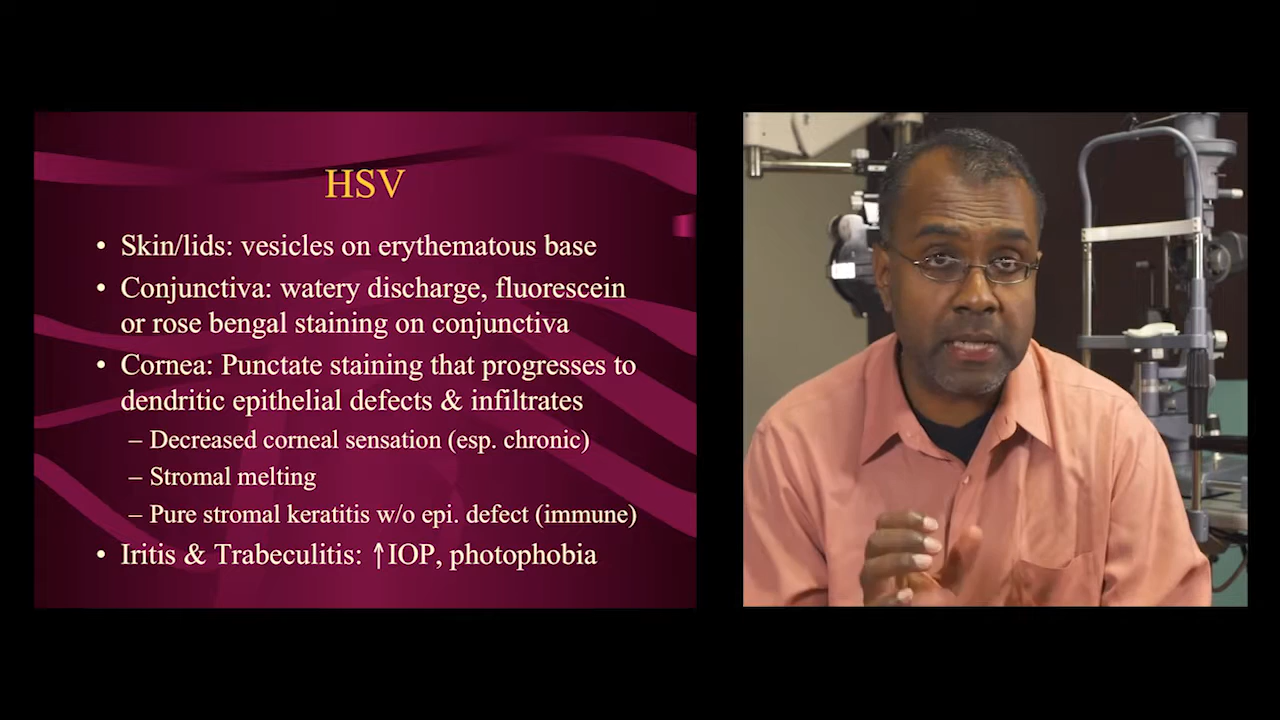 HSV
• Skin/lids: vesicles on erythematous base
• Conjunctiva: watery discharge, fluorescein
or rose bengal staining on conjunctiva
• Cornea: Punctate staining that progresses to
dendritic epithelial defects & infiltrates
– Decreased corneal sensation (esp. chronic)
– Stromal melting
– Pure stromal keratitis w/o epi. defect (immune)
• Iritis & Trabeculitis: ↑IOP, photophobia